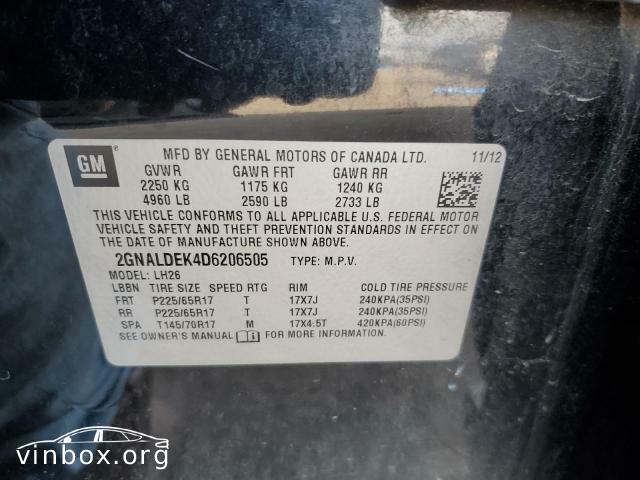 GM
MFD BY GENERAL MOTORS OF CANADA LTD. 11/12
GVWR GAWR FRT GAWR RR
2250 KG 1175 KG 1240 KG
4960 LB 2590 LB 2733 LB
THIS VEHICLE CONFORMS TO ALL APPLICABLE U.S. FEDERAL MOTOR
VEHICLE SAFETY AND THEFT PREVENTION STANDARDS IN EFFECT ON
THE DATE OF MANUFACTURE SHOWN ABOVE.
2GNALDEK4D6206505 TYPE: M.P.V.
MODEL: LH26
LBBN TIRE SIZE SPEED RTG RIM COLD TIRE PRESSURE
FRT P225/65R17 T 17X7J 240KPA(35PSI)
RR P225/65R17 T 17X7J 240KPA(35PSI)
SPA T145/70R17 M 17X4.5T 420KPA(60PSI)
SEE OWNER'S MANUAL FOR MORE INFORMATION.
vinbox.org